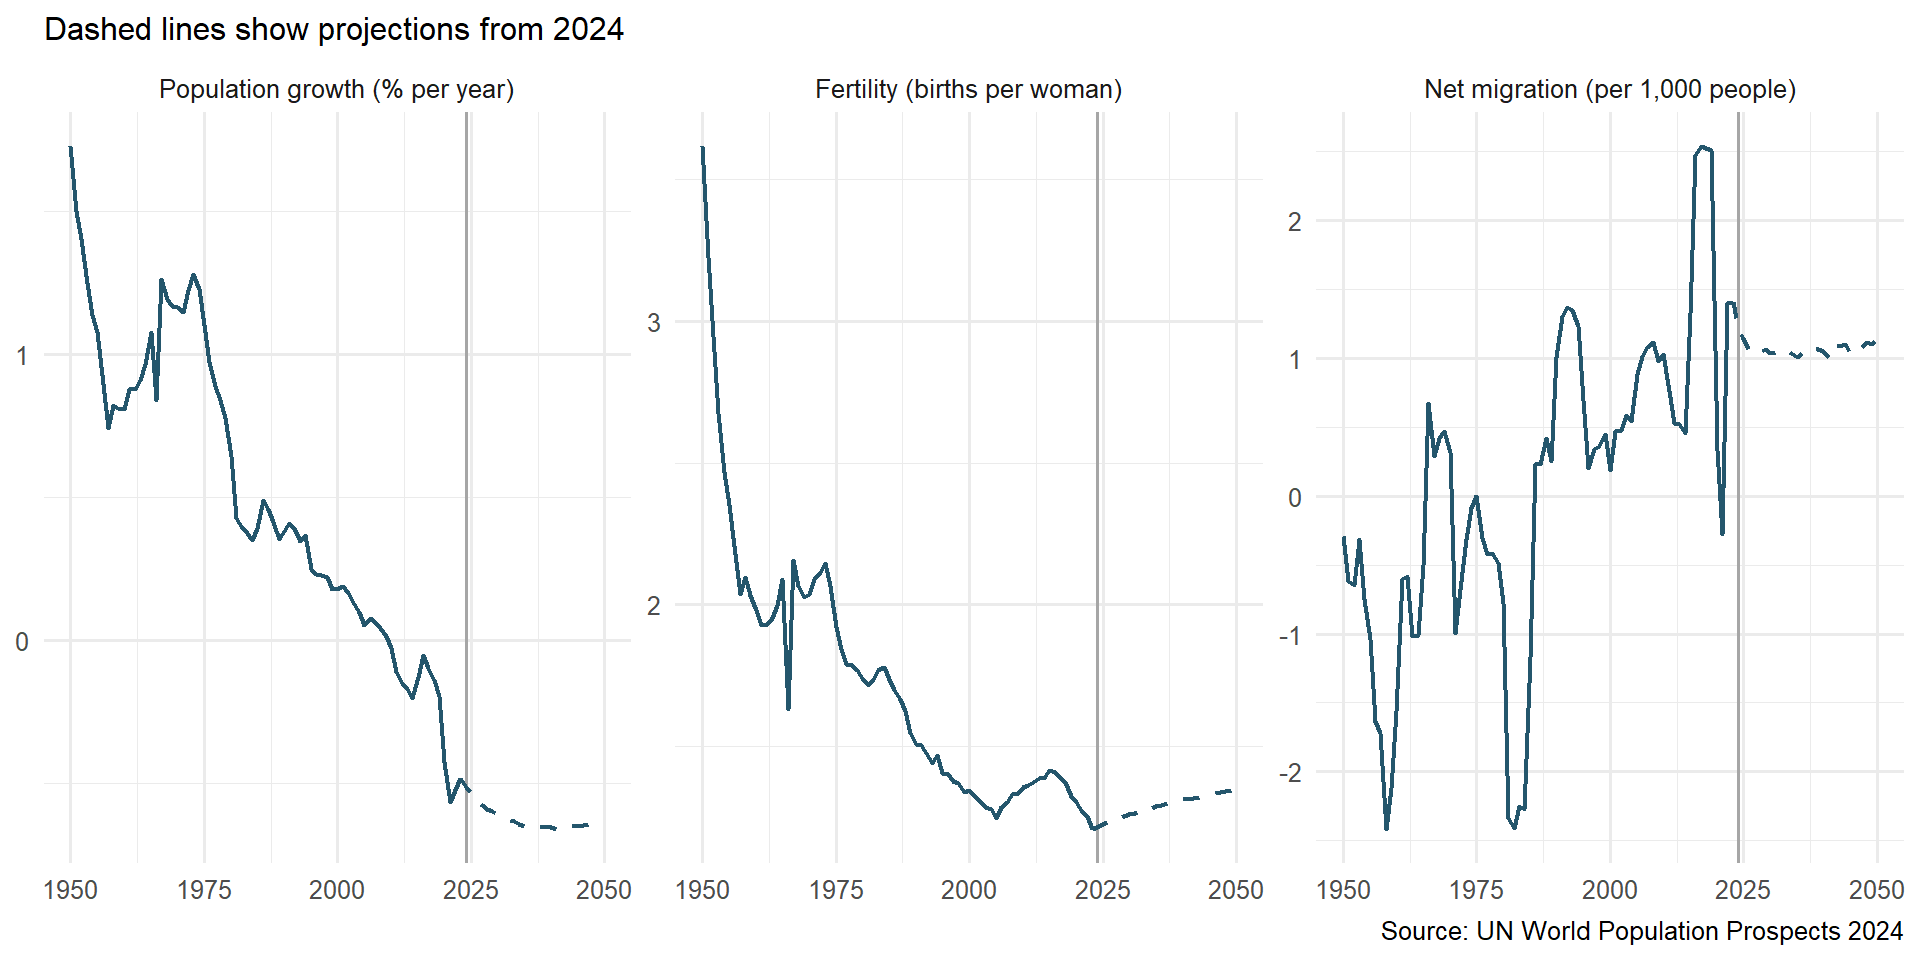 Dashed lines show projections from 2024
Population growth (% per year)
Fertility (births per woman)
Net migration (per 1,000 people)
1
0
1950 1975 2000 2025 2050
3
2
1950 1975 2000 2025 2050
2
1
0
-1
-2
1950 1975 2000 2025 2050
Source: UN World Population Prospects 2024